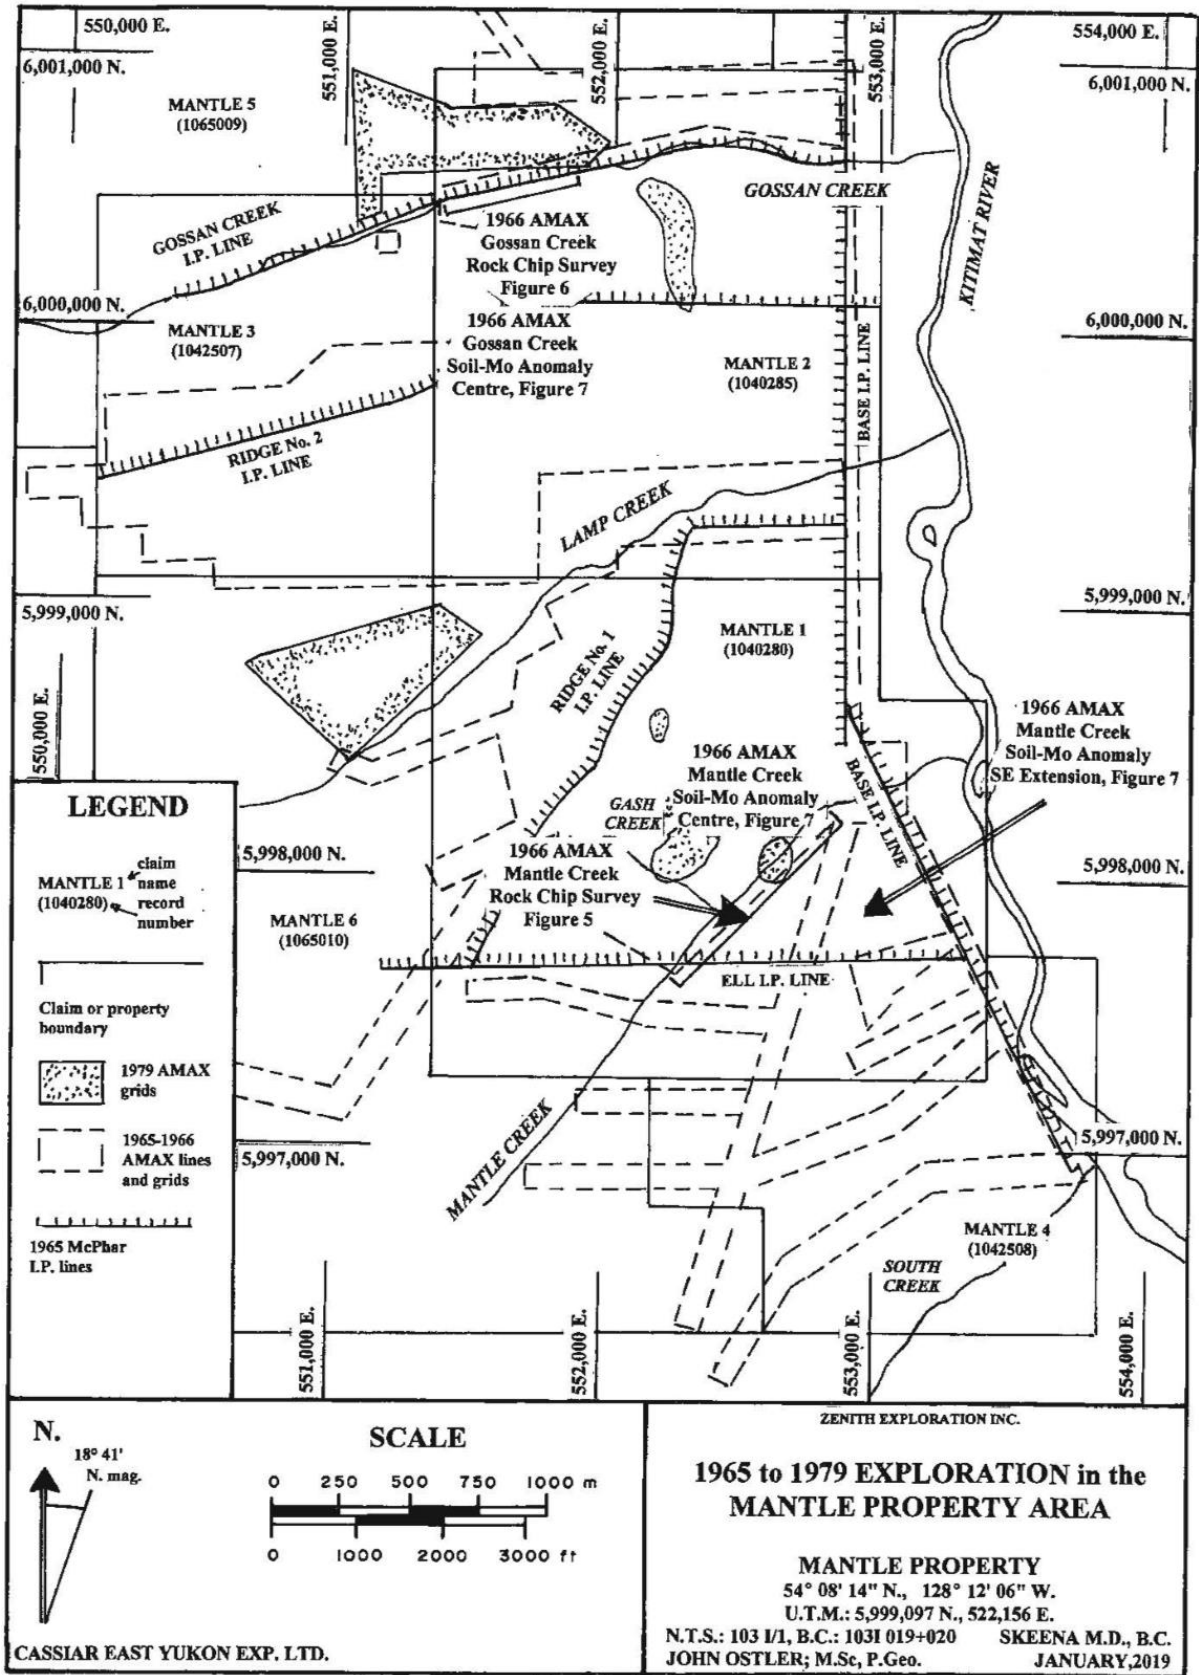 550,000 E.
551,000 E.
552,000 E.
553,000 E.
554,000 E.
6,001,000 N.
6,001,000 N.
MANTLE 5
(1065009)
GOSSAN CREEK
KITIMAT RIVER
GOSSAN CREEK
I.P. LINE
1966 AMAX
Gossan Creek
Rock Chip Survey
Figure 6
6,000,000 N.
6,000,000 N.
MANTLE 3
(1042507)
1966 AMAX
Gossan Creek
Soil-Mo Anomaly
Centre, Figure 7
MANTLE 2
(1040285)
BASE I.P. LINE
RIDGE No. 2
I.P. LINE
LAMP CREEK
5,999,000 N.
5,999,000 N.
MANTLE 1
(1040280)
RIDGE No. 1
I.P. LINE
550,000 E.
1966 AMAX
Mantle Creek
Soil-Mo Anomaly
SE Extension, Figure 7
1966 AMAX
Mantle Creek
Soil-Mo Anomaly
Centre, Figure 7
BASE I.P. LINE
GASH
CREEK
5,998,000 N.
5,998,000 N.
1966 AMAX
Mantle Creek
Rock Chip Survey
Figure 5
MANTLE 6
(1065010)
ELL I.P. LINE
MANTLE CREEK
5,997,000 N.
5,997,000 N.
MANTLE 4
(1042508)
SOUTH
CREEK
551,000 E.
552,000 E.
553,000 E.
554,000 E.
LEGEND
MANTLE 1 claim name
(1040280) record number
Claim or property
boundary
1979 AMAX
grids
1965-1966
AMAX lines
and grids
1965 McPhar
I.P. lines
N.
18° 41'
N. mag.
CASSIAR EAST YUKON EXP. LTD.
SCALE
0 250 500 750 1000 m
0 1000 2000 3000 ft
ZENITH EXPLORATION INC.
1965 to 1979 EXPLORATION in the
MANTLE PROPERTY AREA
MANTLE PROPERTY
54° 08' 14" N., 128° 12' 06" W.
U.T.M.: 5,999,097 N., 522,156 E.
N.T.S.: 103 I/1, B.C.: 103I 019+020 SKEENA M.D., B.C.
JOHN OSTLER; M.Sc, P.Geo. JANUARY,2019